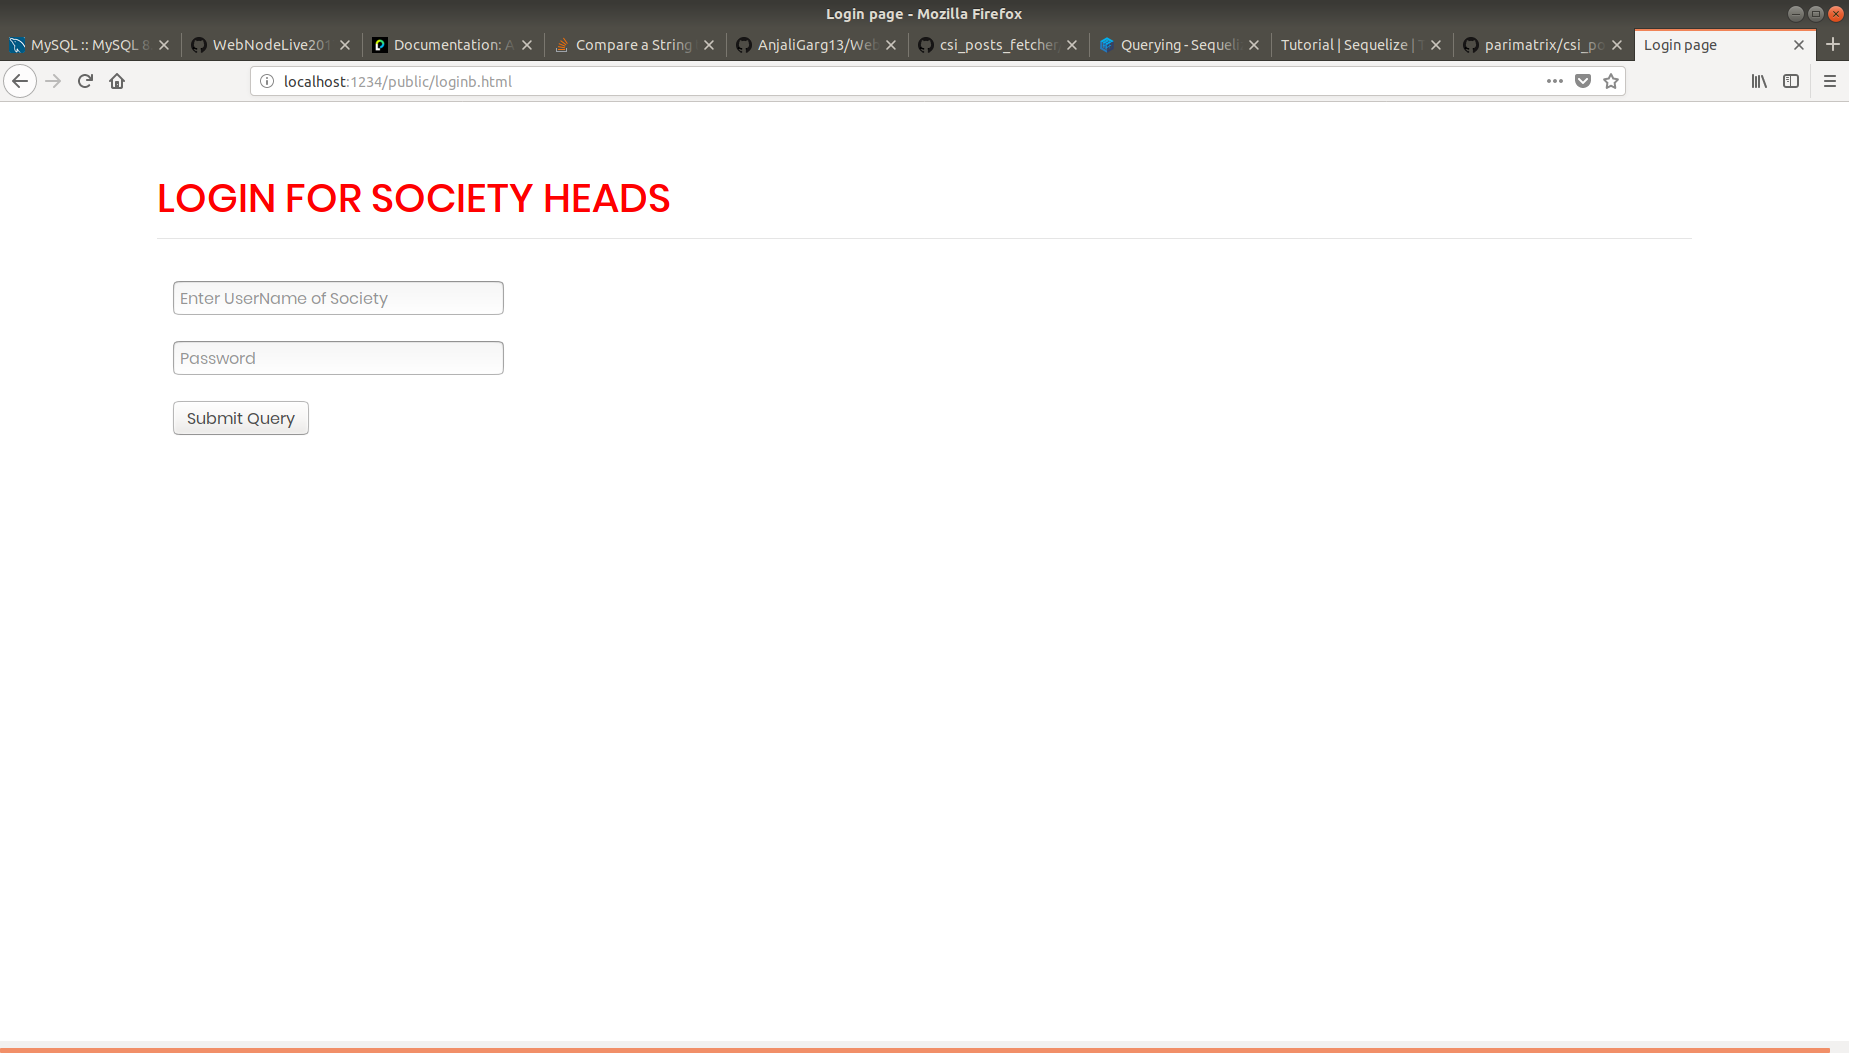 Login page - Mozilla Firefox
MySQL :: MySQL 8
WebNodeLive201
Documentation: A
Compare a String
AnjaliGarg13/Web
csi_posts_fetcher
Querying - Sequeli
Tutorial | Sequelize | T
parimatrix/csi_po
Login page
localhost:1234/public/loginb.html
LOGIN FOR SOCIETY HEADS
Enter UserName of Society
Password
Submit Query